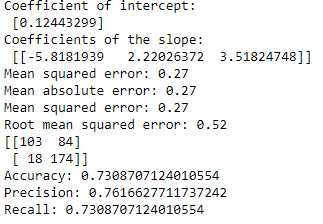 Coefficient of intercept:
 [0.12443299]
Coefficients of the slope:
 [[-5.8181939   2.22026372  3.51824748]]
Mean squared error: 0.27
Mean absolute error: 0.27
Mean squared error: 0.27
Root mean squared error: 0.52
[[103  84]
 [ 18 174]]
Accuracy: 0.7308707124010554
Precision: 0.7616627711737242
Recall: 0.7308707124010554